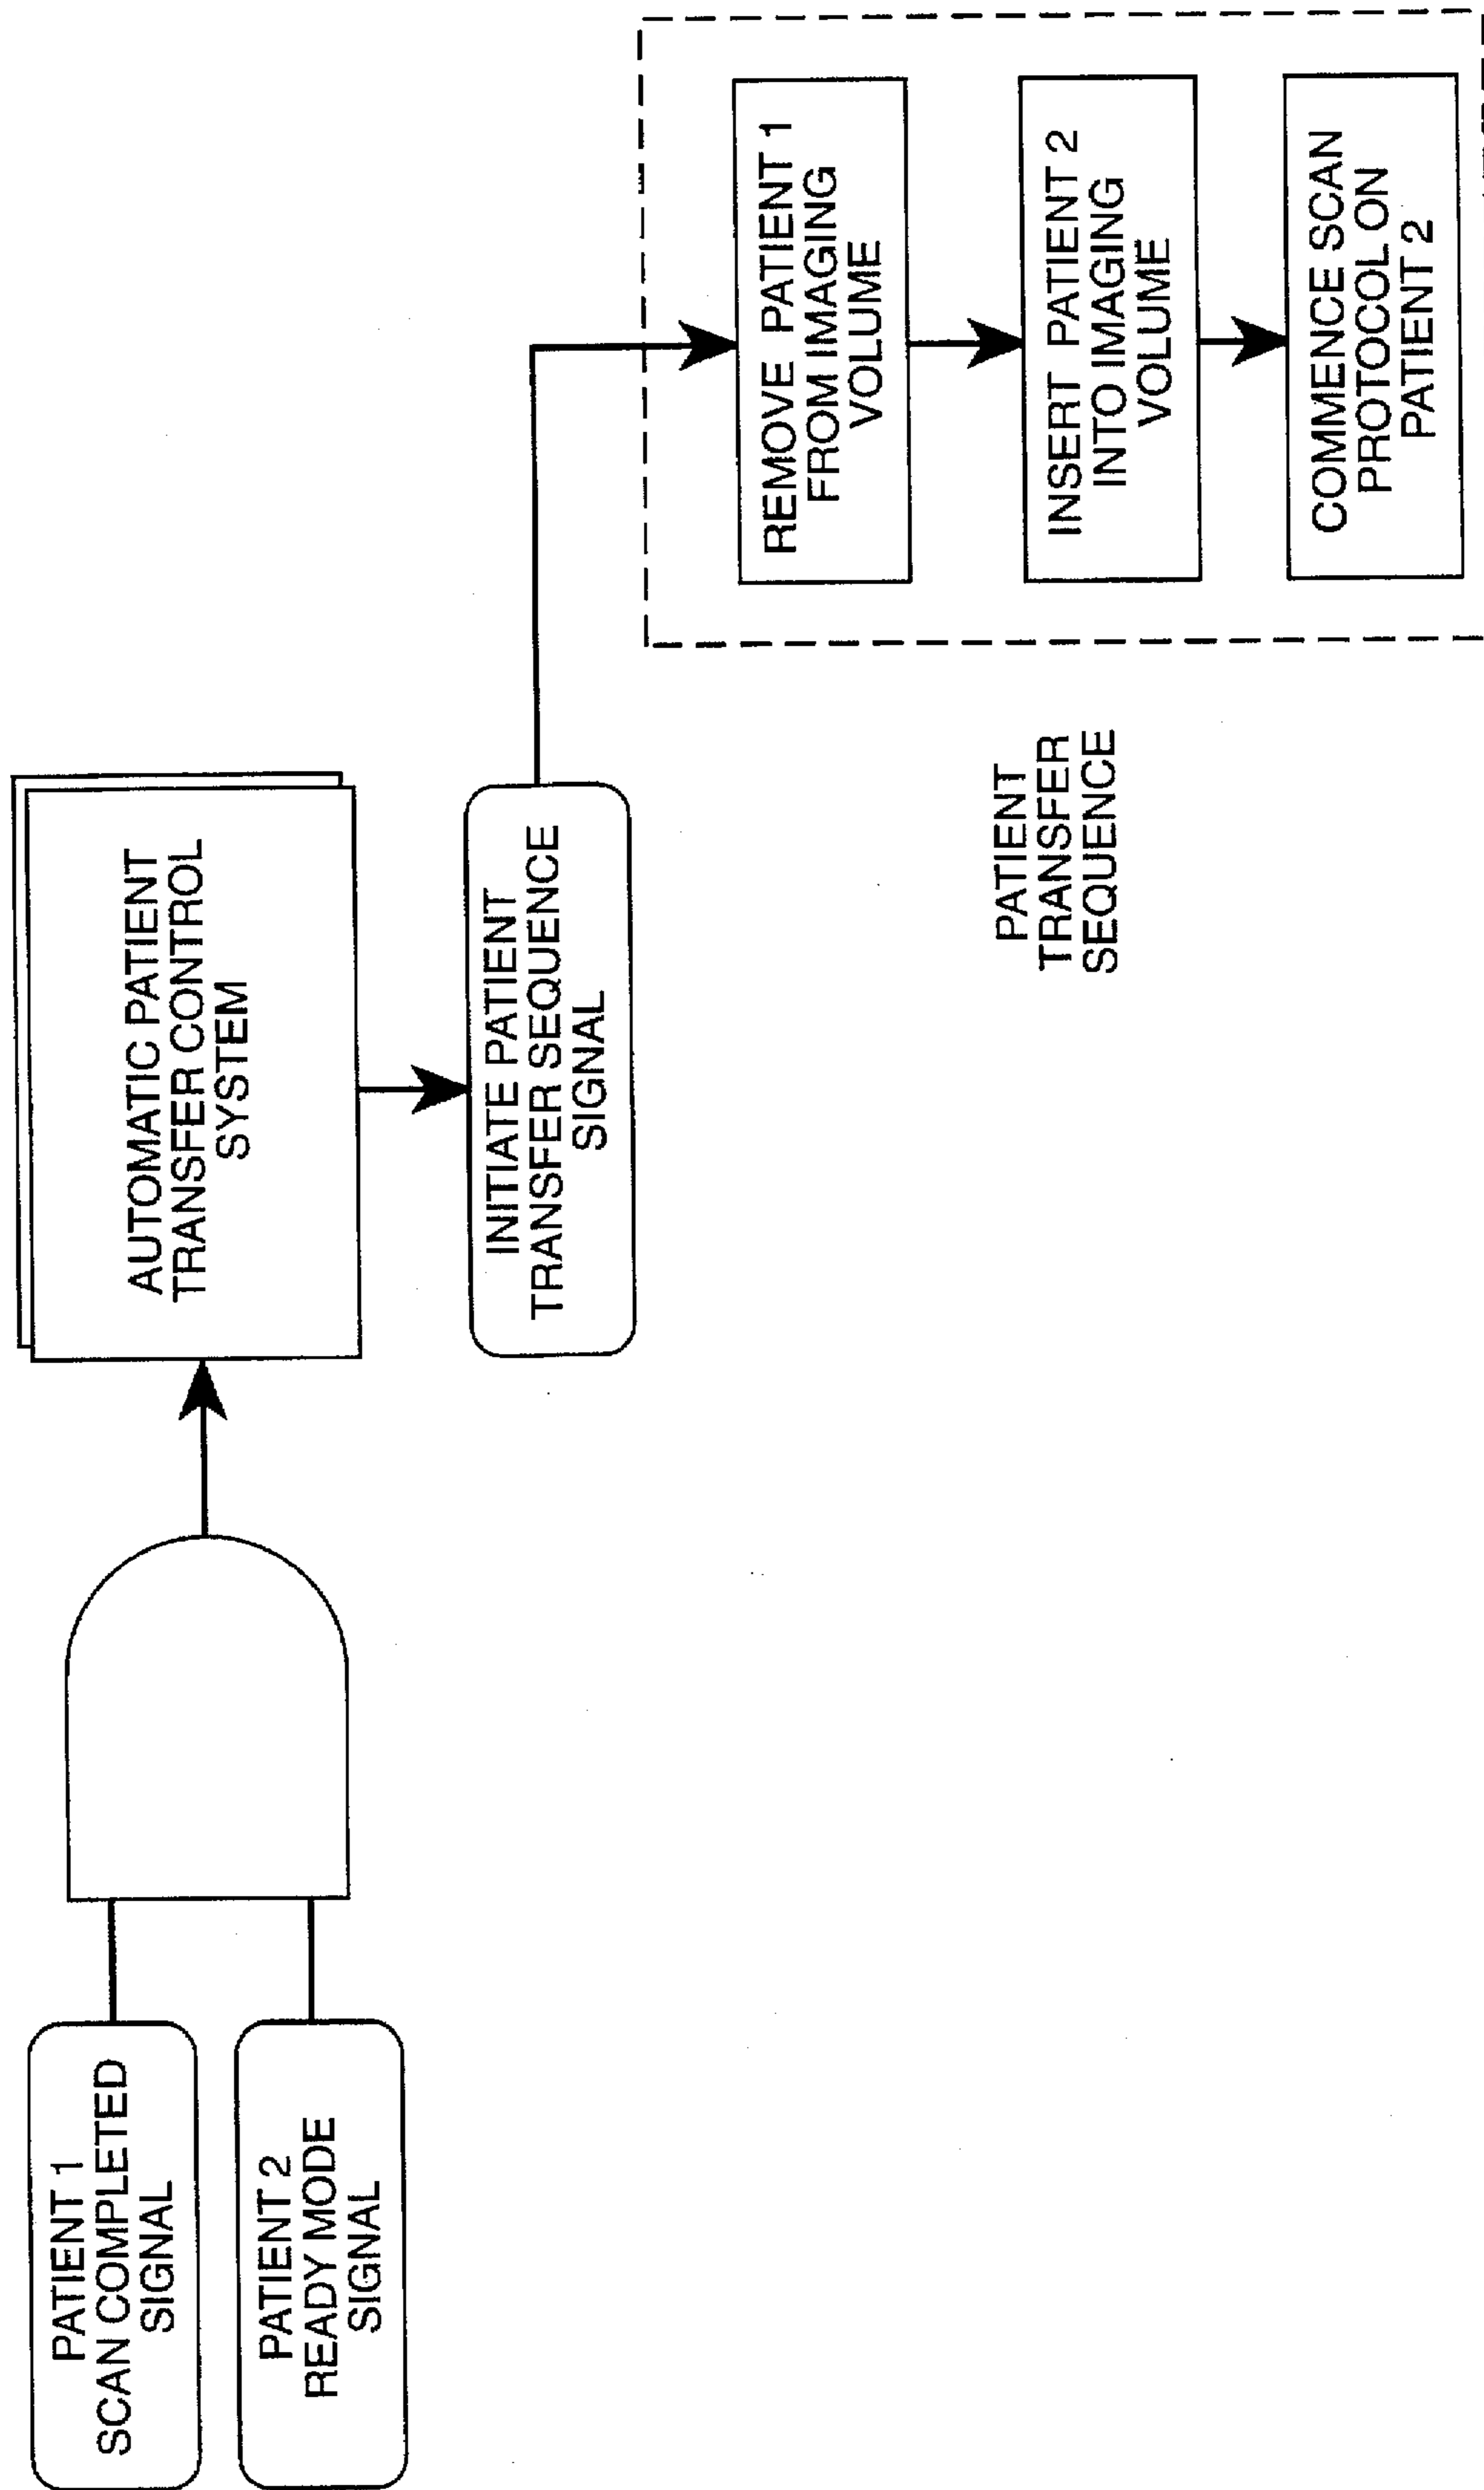 PATIENT 1
SCAN COMPLETED
SIGNAL
PATIENT 2
READY MODE
SIGNAL
AUTOMATIC PATIENT
TRANSFER CONTROL
SYSTEM
INITIATE PATIENT
TRANSFER SEQUENCE
SIGNAL
PATIENT
TRANSFER
SEQUENCE
REMOVE PATIENT 1
FROM IMAGING
VOLUME
INSERT PATIENT 2
INTO IMAGING
VOLUME
COMMENCE SCAN
PROTOCOL ON
PATIENT 2